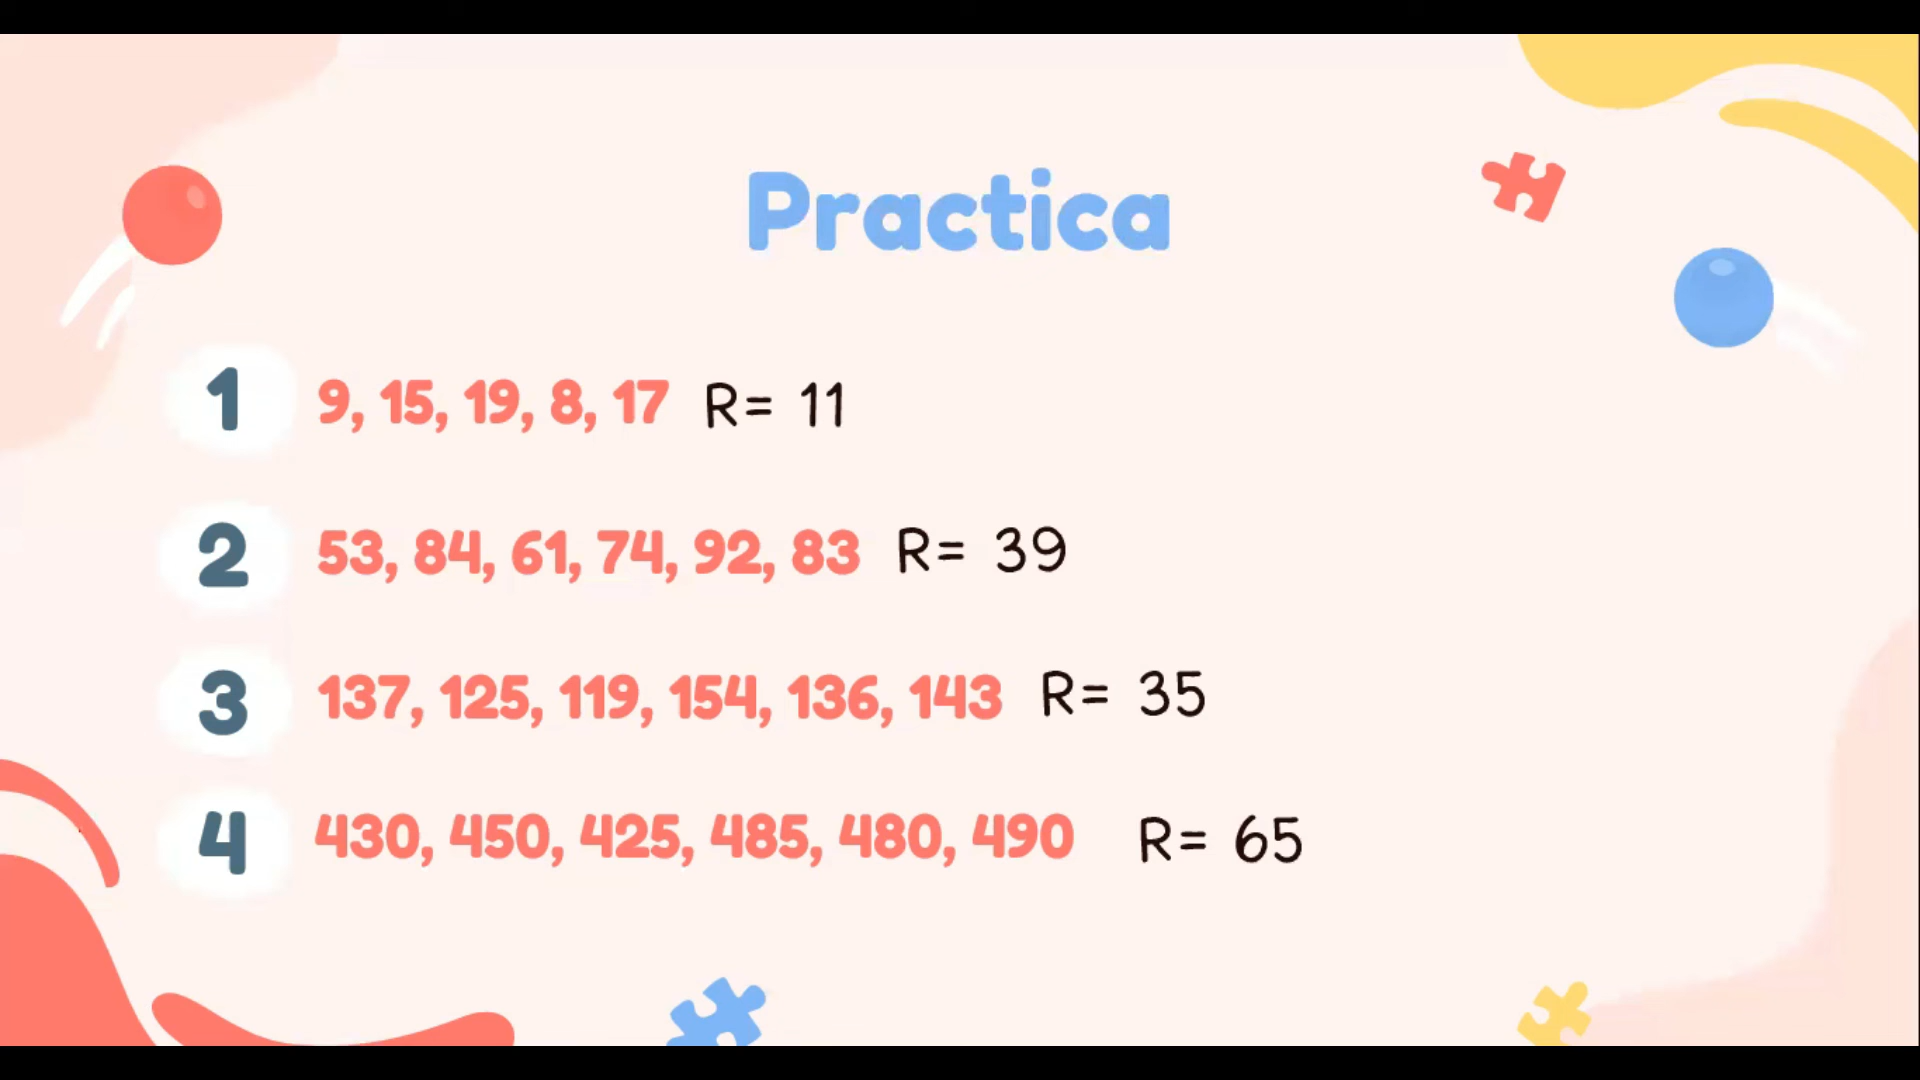 Practica
1 9, 15, 19, 8, 17 R= 11
2 53, 84, 61, 74, 92, 83 R= 39
3 137, 125, 119, 154, 136, 143 R= 35
4 430, 450, 425, 485, 480, 490 R= 65